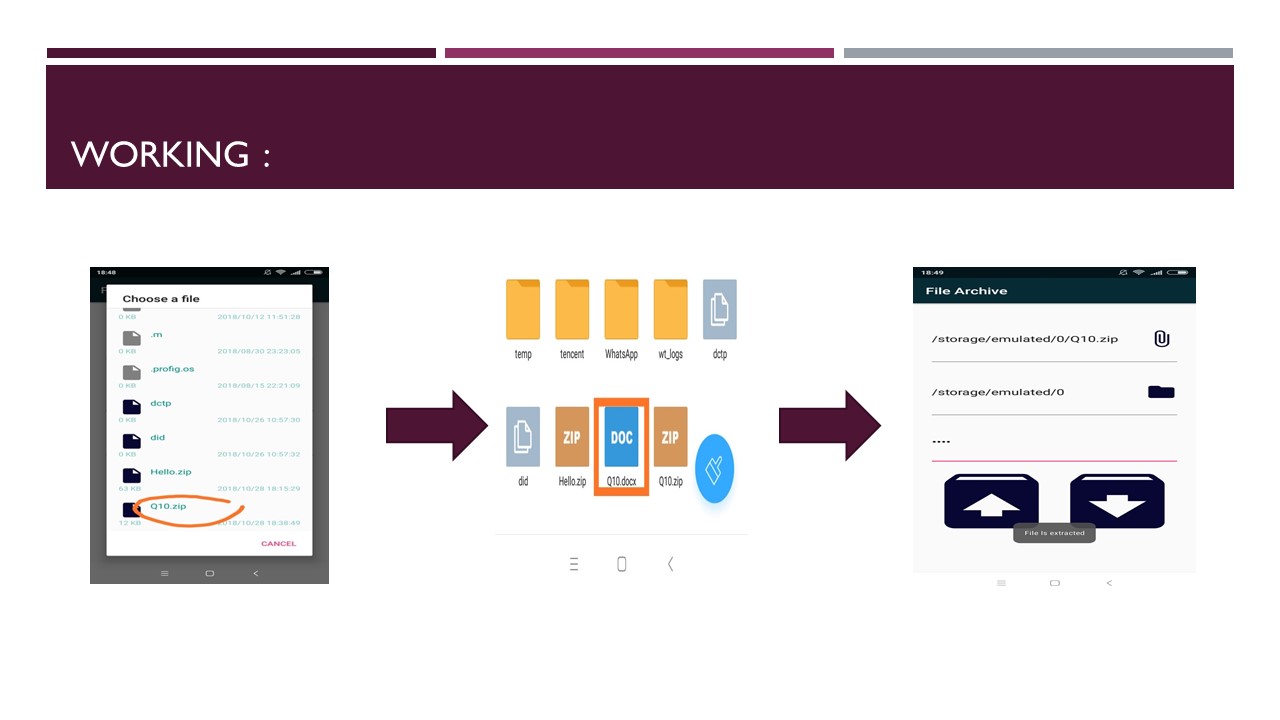 WORKING :
18:48
Choose a file
0 KB 2018/10/12 11:51:28
.m
0 KB 2018/08/30 23:23:05
.profig.os
0 KB 2018/08/15 22:21:09
dctp
0 KB 2018/10/26 10:57:30
did
0 KB 2018/10/26 10:57:32
Hello.zip
63 KB 2018/10/28 18:15:29
Q10.zip
12 KB 2018/10/28 18:38:49
CANCEL
temp tencent WhatsApp wt_logs dctp
ZIP DOC ZIP
did Hello.zip Q10.docx Q10.zip
18:49
File Archive
/storage/emulated/0/Q10.zip
/storage/emulated/0
....
File is extracted